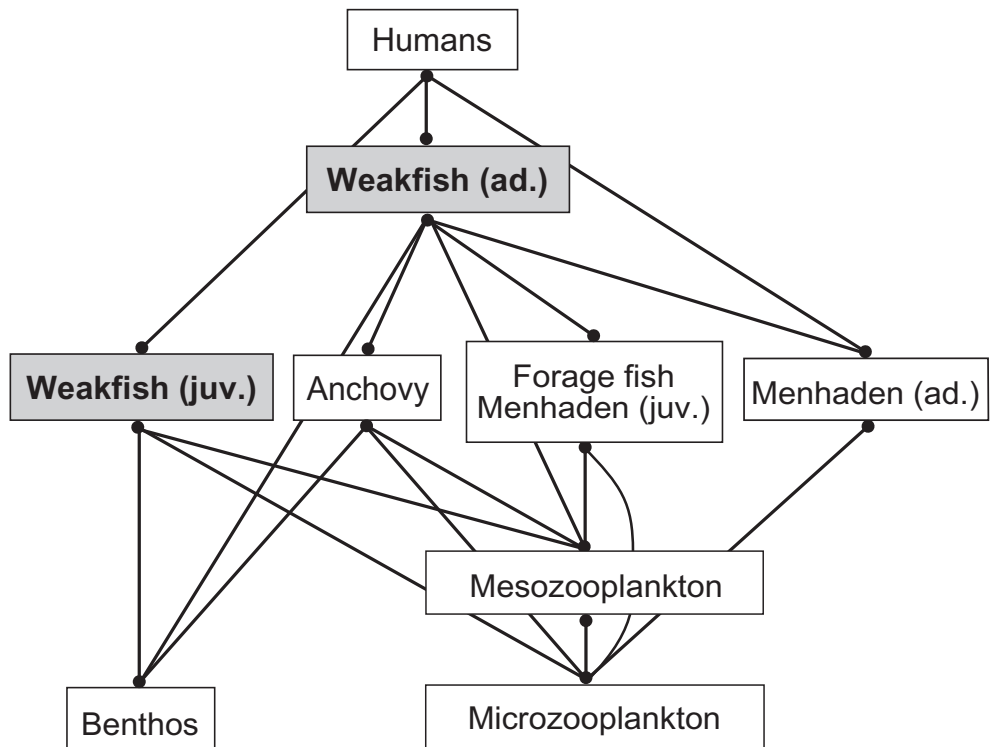 Humans
Weakfish (ad.)
Weakfish (juv.)
Anchovy
Forage fish
Menhaden (juv.)
Menhaden (ad.)
Mesozooplankton
Benthos
Microzooplankton